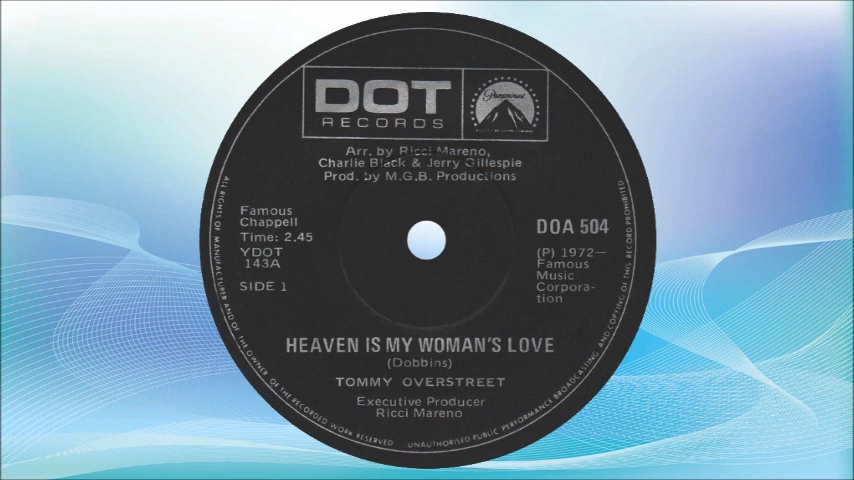 DOT
RECORDS
Paramount
Arr. by Ricci Mareno,
Charlie Black & Jerry Gillespie
Prod. by M.G.B. Productions
Famous
Chappell
Time: 2.45
YDOT
143A
SIDE 1
DOA 504
(P) 1972—
Famous
Music
Corpora-
tion
HEAVEN IS MY WOMAN'S LOVE
(Dobbins)
TOMMY OVERSTREET
Executive Producer
Ricci Mareno
ALL RIGHTS OF MANUFACTURER AND OF THE OWNER OF THE RECORDED WORK RESERVED
UNAUTHORISED PUBLIC PERFORMANCE BROADCASTING AND COPYING OF THIS RECORD PROHIBITED